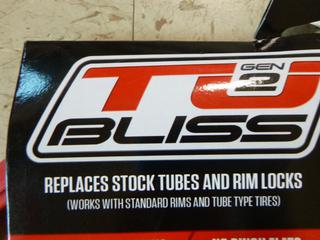 TU
GEN
2
BLISS
REPLACES STOCK TUBES AND RIM LOCKS
(WORKS WITH STANDARD RIMS AND TUBE TYPE TIRES)